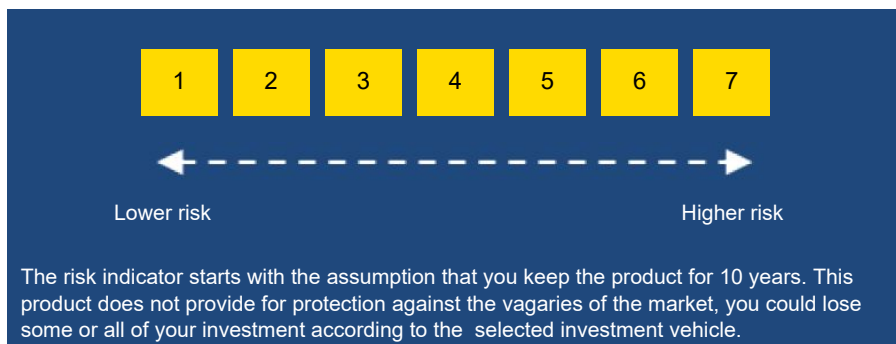 1 2 3 4 5 6 7
Lower risk Higher risk
The risk indicator starts with the assumption that you keep the product for 10 years. This
product does not provide for protection against the vagaries of the market, you could lose
some or all of your investment according to the  selected investment vehicle.